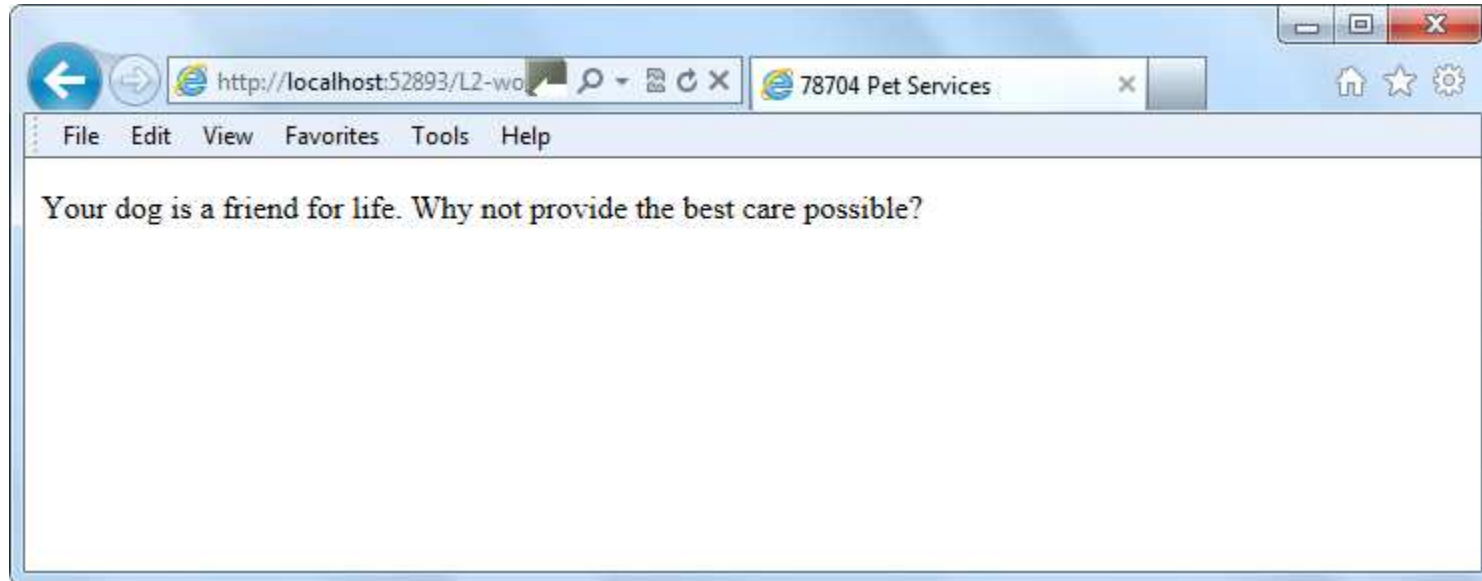 http://localhost:52893/L2-wo
78704 Pet Services
File Edit View Favorites Tools Help
Your dog is a friend for life. Why not provide the best care possible?